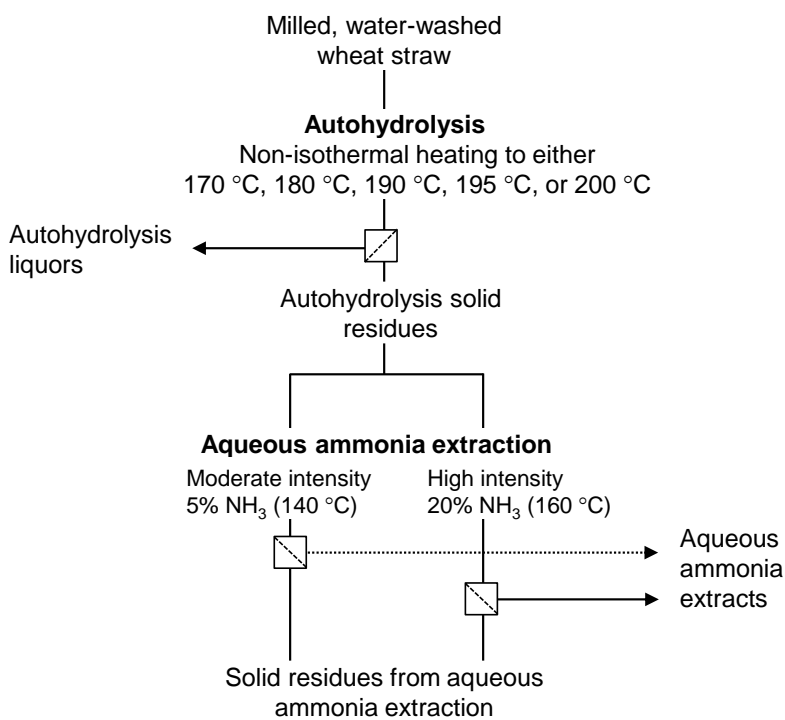 Milled, water-washed
wheat straw
Autohydrolysis
Non-isothermal heating to either
170 °C, 180 °C, 190 °C, 195 °C, or 200 °C
Autohydrolysis
liquors
Autohydrolysis solid
residues
Aqueous ammonia extraction
Moderate intensity
5% NH₃ (140 °C)
High intensity
20% NH₃ (160 °C)
Aqueous
ammonia
extracts
Solid residues from aqueous
ammonia extraction